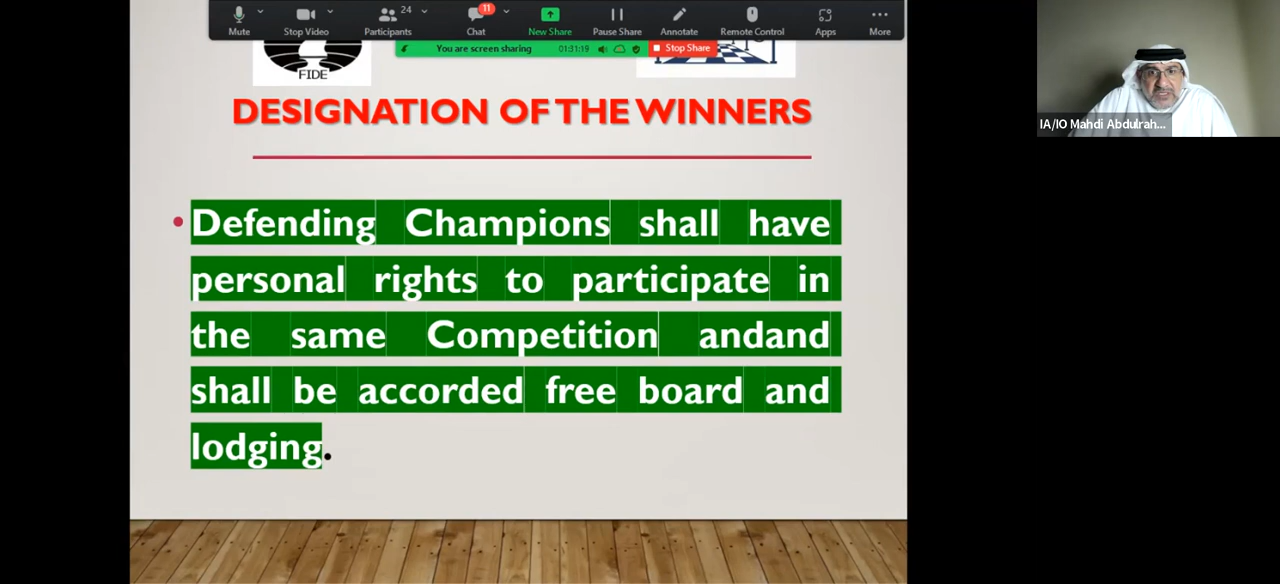 24
11
Mute
Stop Video
Participants
Chat
New Share
Pause Share
Annotate
Remote Control
Apps
More
You are screen sharing
01:31:19
Stop Share
FIDE
IA/IO Mahdi Abdulrah...
DESIGNATION OF THE WINNERS
• Defending Champions shall have
personal rights to participate in
the same Competition andand
shall be accorded free board and
lodging.